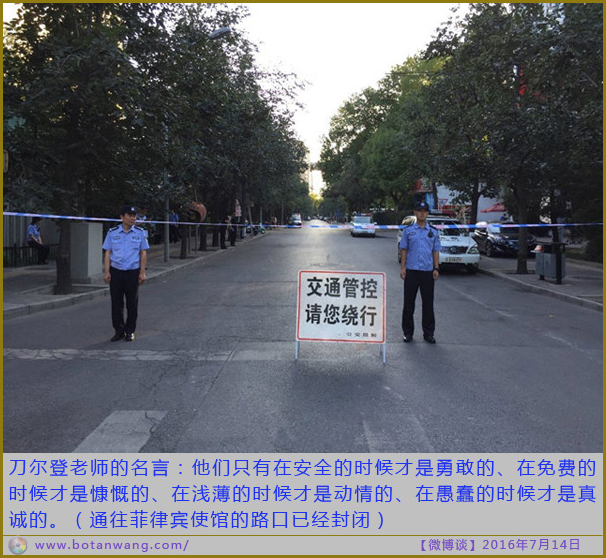 交通管控
请您绕行
刀尔登老师的名言：他们只有在安全的时候才是勇敢的、在免费的
时候才是慷慨的、在浅薄的时候才是动情的、在愚蠢的时候才是真
诚的。（通往菲律宾使馆的路口已经封闭）
www.botanwang.com/
【微博谈】2016年7月14日